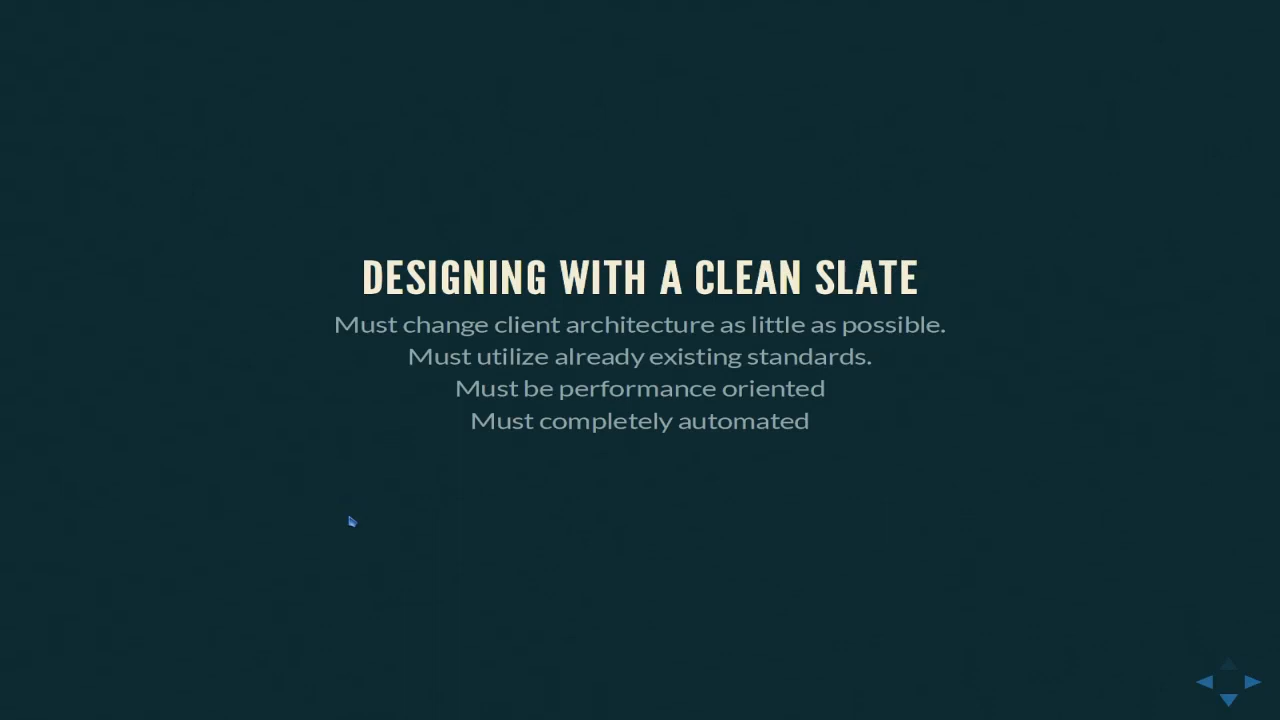 DESIGNING WITH A CLEAN SLATE
Must change client architecture as little as possible.
Must utilize already existing standards.
Must be performance oriented
Must completely automated